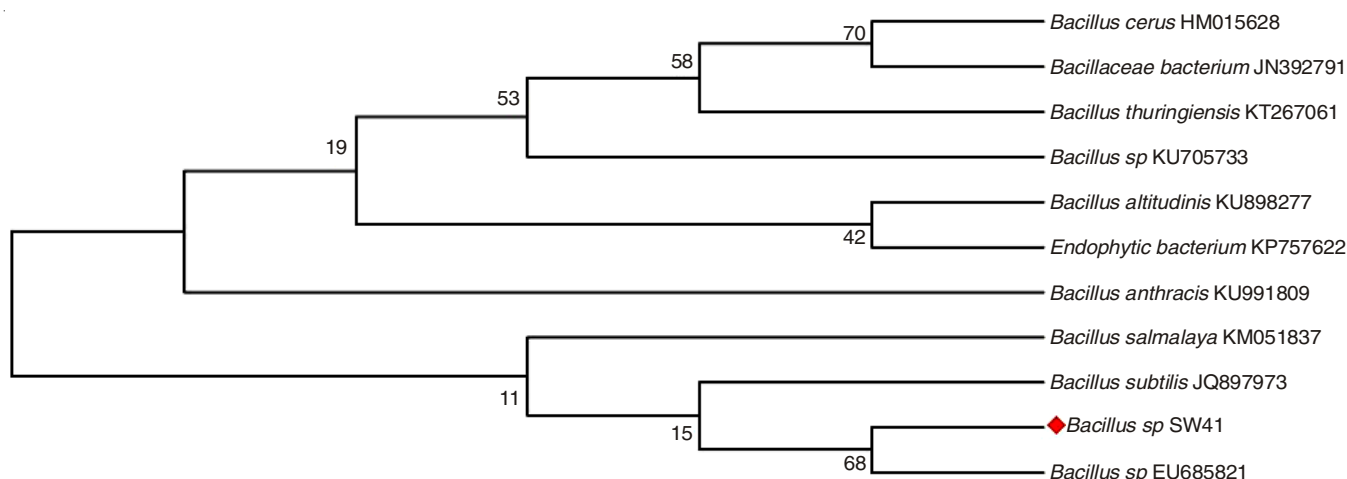 Bacillus cerus HM015628
70
Bacillaceae bacterium JN392791
58
Bacillus thuringiensis KT267061
53
Bacillus sp KU705733
19
Bacillus altitudinis KU898277
42
Endophytic bacterium KP757622
Bacillus anthracis KU991809
Bacillus salmalaya KM051837
11
Bacillus subtilis JQ897973
15
Bacillus sp SW41
68
Bacillus sp EU685821